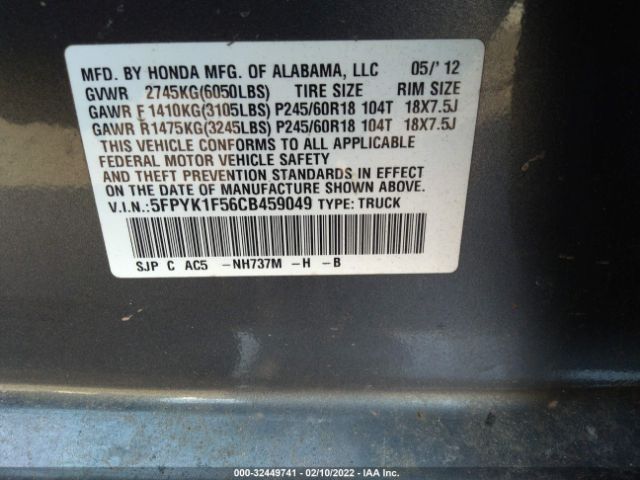 MFD. BY HONDA MFG. OF ALABAMA, LLC 05/' 12
GVWR 2745KG(6050LBS) TIRE SIZE RIM SIZE
GAWR F 1410KG(3105LBS) P245/60R18 104T 18X7.5J
GAWR R1475KG(3245LBS) P245/60R18 104T 18X7.5J
THIS VEHICLE CONFORMS TO ALL APPLICABLE
FEDERAL MOTOR VEHICLE SAFETY
AND THEFT PREVENTION STANDARDS IN EFFECT
ON THE DATE OF MANUFACTURE SHOWN ABOVE.
V.I.N.:5FPYK1F56CB459049 TYPE: TRUCK
SJP C AC5 -NH737M -H -B
000-32449741 - 02/10/2022 - IAA Inc.